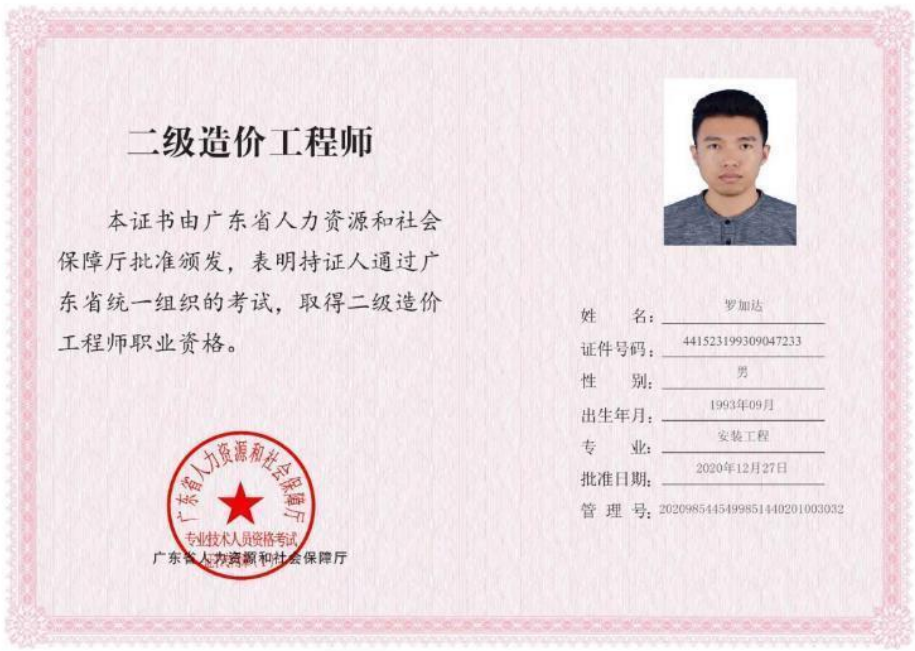 二级造价工程师
本证书由广东省人力资源和社会
保障厅批准颁发，表明持证人通过广
东省统一组织的考试，取得二级造价
工程师职业资格。
姓 名：罗加达
证件号码：441523199309047233
性 别：男
出生年月：1993年09月
专 业：安装工程
批准日期：2020年12月27日
管 理 号：20209854454999851440201003032
广东省人力资源和社会保障厅
专业技术人员资格考试
广东省人力资源和社会保障厅